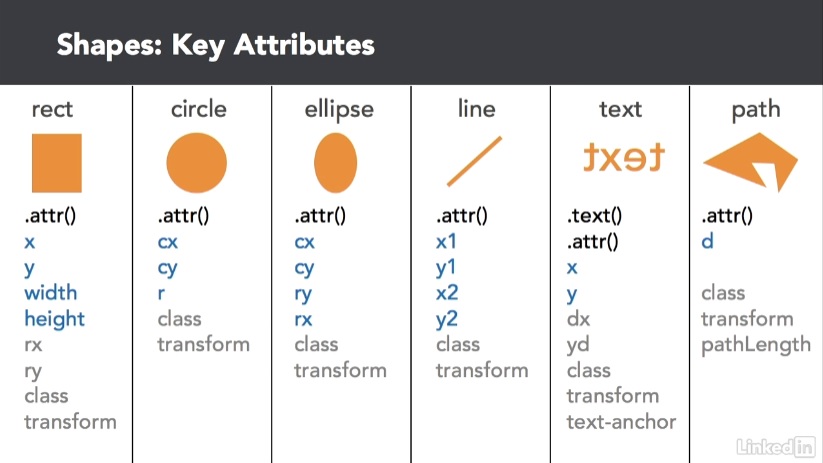 Shapes: Key Attributes
rect
.attr()
x
y
width
height
rx
ry
class
transform
circle
.attr()
cx
cy
r
class
transform
ellipse
.attr()
cx
cy
ry
rx
class
transform
line
.attr()
x1
y1
x2
y2
class
transform
text
text
.text()
.attr()
x
y
dx
yd
class
transform
text-anchor
path
.attr()
d
class
transform
pathLength
Linked in